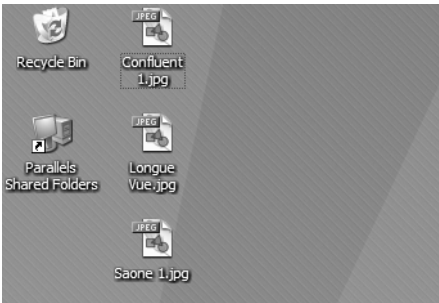 JPEG
Recycle Bin
Confluent
1.jpg
JPEG
Parallels
Shared Folders
Longue
Vue.jpg
JPEG
Saone 1.jpg